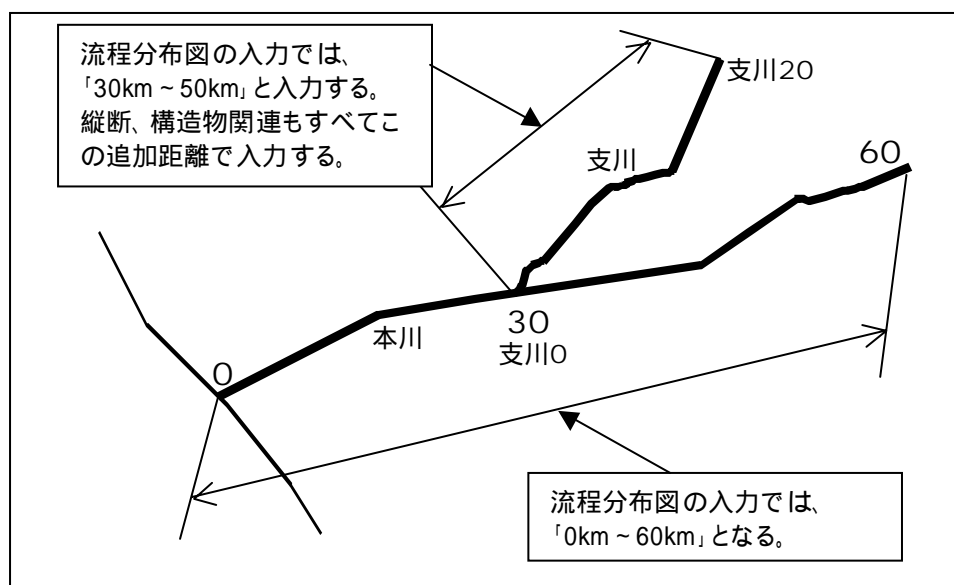 流程分布図の入力では、
「30km ~ 50km」と入力する。
縦断、構造物関連もすべてこ
の追加距離で入力する。
支川20
支川
60
30
支川0
本川
0
流程分布図の入力では、
「0km ~ 60km」となる。